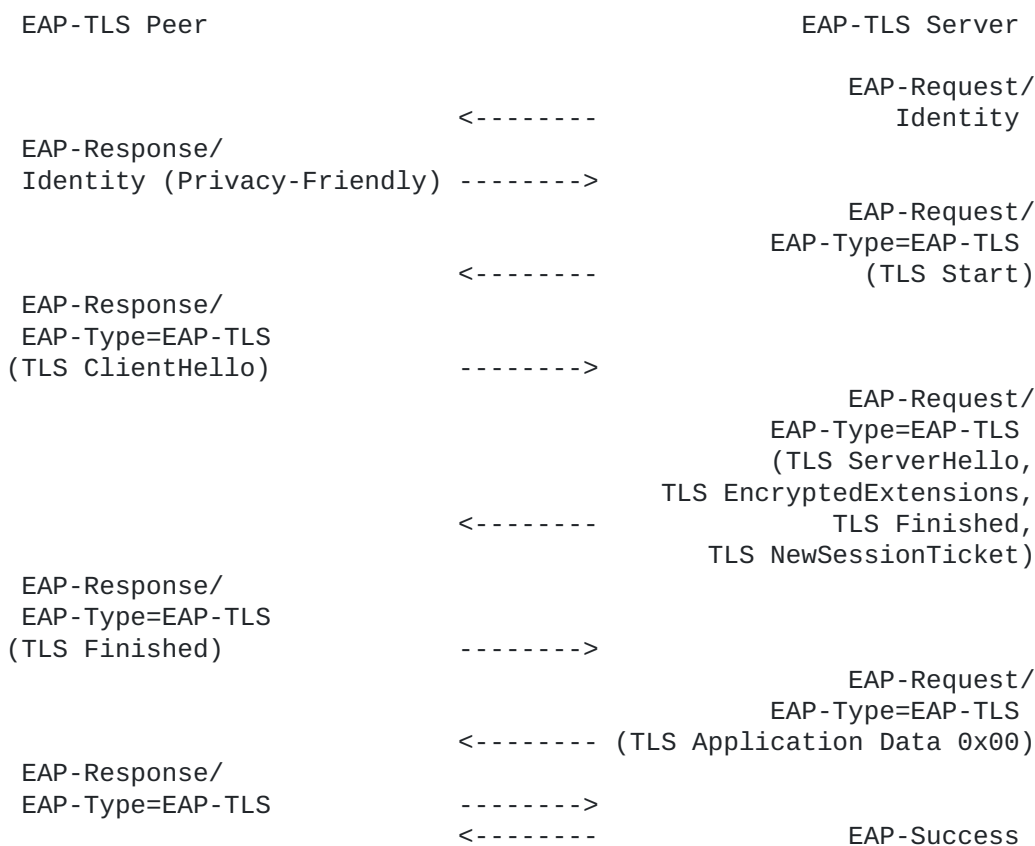 EAP-TLS Peer                                      EAP-TLS Server

                                                     EAP-Request/
                             <--------                   Identity
EAP-Response/
Identity (Privacy-Friendly) -------->
                                                     EAP-Request/
                                                EAP-Type=EAP-TLS
                             <--------                (TLS Start)
EAP-Response/
EAP-Type=EAP-TLS
(TLS ClientHello)            -------->
                                                     EAP-Request/
                                                EAP-Type=EAP-TLS
                                                (TLS ServerHello,
                                         TLS EncryptedExtensions,
                             <--------              TLS Finished,
                                            TLS NewSessionTicket)
EAP-Response/
EAP-Type=EAP-TLS
(TLS Finished)               -------->
                                                     EAP-Request/
                                                EAP-Type=EAP-TLS
                             <-------- (TLS Application Data 0x00)
EAP-Response/
EAP-Type=EAP-TLS             -------->
                             <--------                EAP-Success